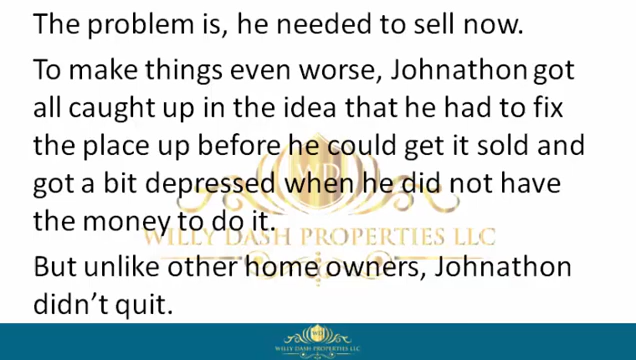 The problem is, he needed to sell now.
To make things even worse, Johnathon got
all caught up in the idea that he had to fix
the place up before he could get it sold and
got a bit depressed when he did not have
the money to do it.
WILLY DASH PROPERTIES LLC
But unlike other home owners, Johnathon
didn’t quit.
WILLY DASH PROPERTIES LLC